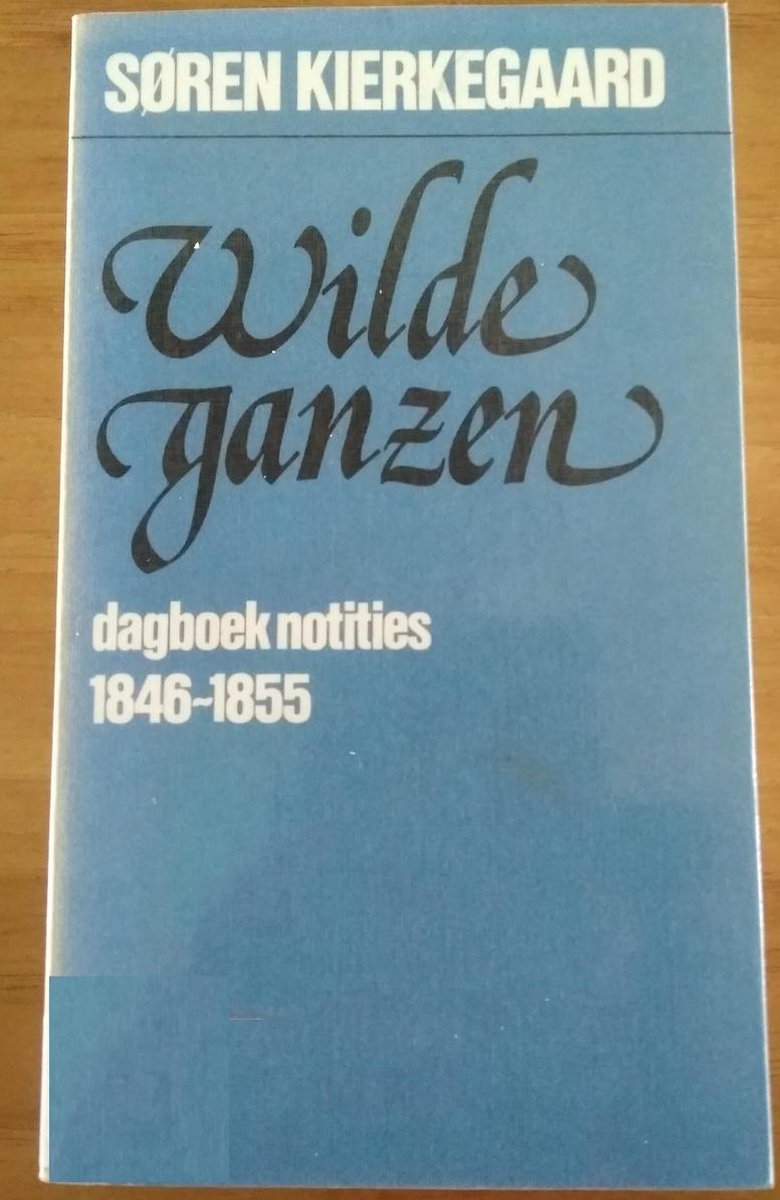 SØREN KIERKEGAARD
Wilde
ganzen
dagboek notities
1846~1855